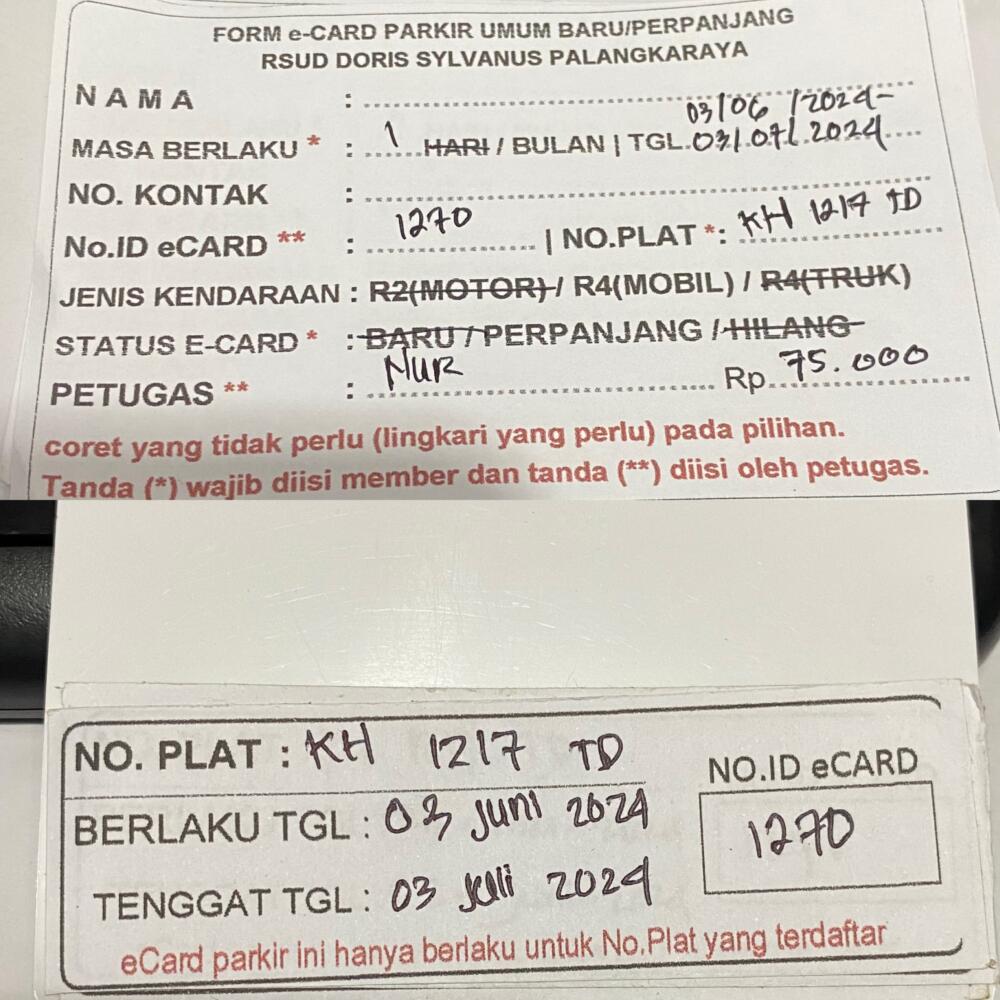 FORM e-CARD PARKIR UMUM BARU/PERPANJANG
RSUD DORIS SYLVANUS PALANGKARAYA
NAMA :
03/06/2024-
MASA BERLAKU * : 1 HARI / BULAN | TGL. 03/07/2024
NO. KONTAK :
No.ID eCARD ** : 1270 | NO.PLAT *: KH 1217 TD
JENIS KENDARAAN : R2(MOTOR) / R4(MOBIL) / R4(TRUK)
STATUS E-CARD * : BARU / PERPANJANG / HILANG
PETUGAS ** : NUR Rp. 75.000
coret yang tidak perlu (lingkari yang perlu) pada pilihan.
Tanda (*) wajib diisi member dan tanda (**) diisi oleh petugas.
NO. PLAT : KH 1217 TD
NO.ID eCARD
BERLAKU TGL : 03 Juni 2024
1270
TENGGAT TGL : 03 Juli 2024
eCard parkir ini hanya berlaku untuk No.Plat yang terdaftar